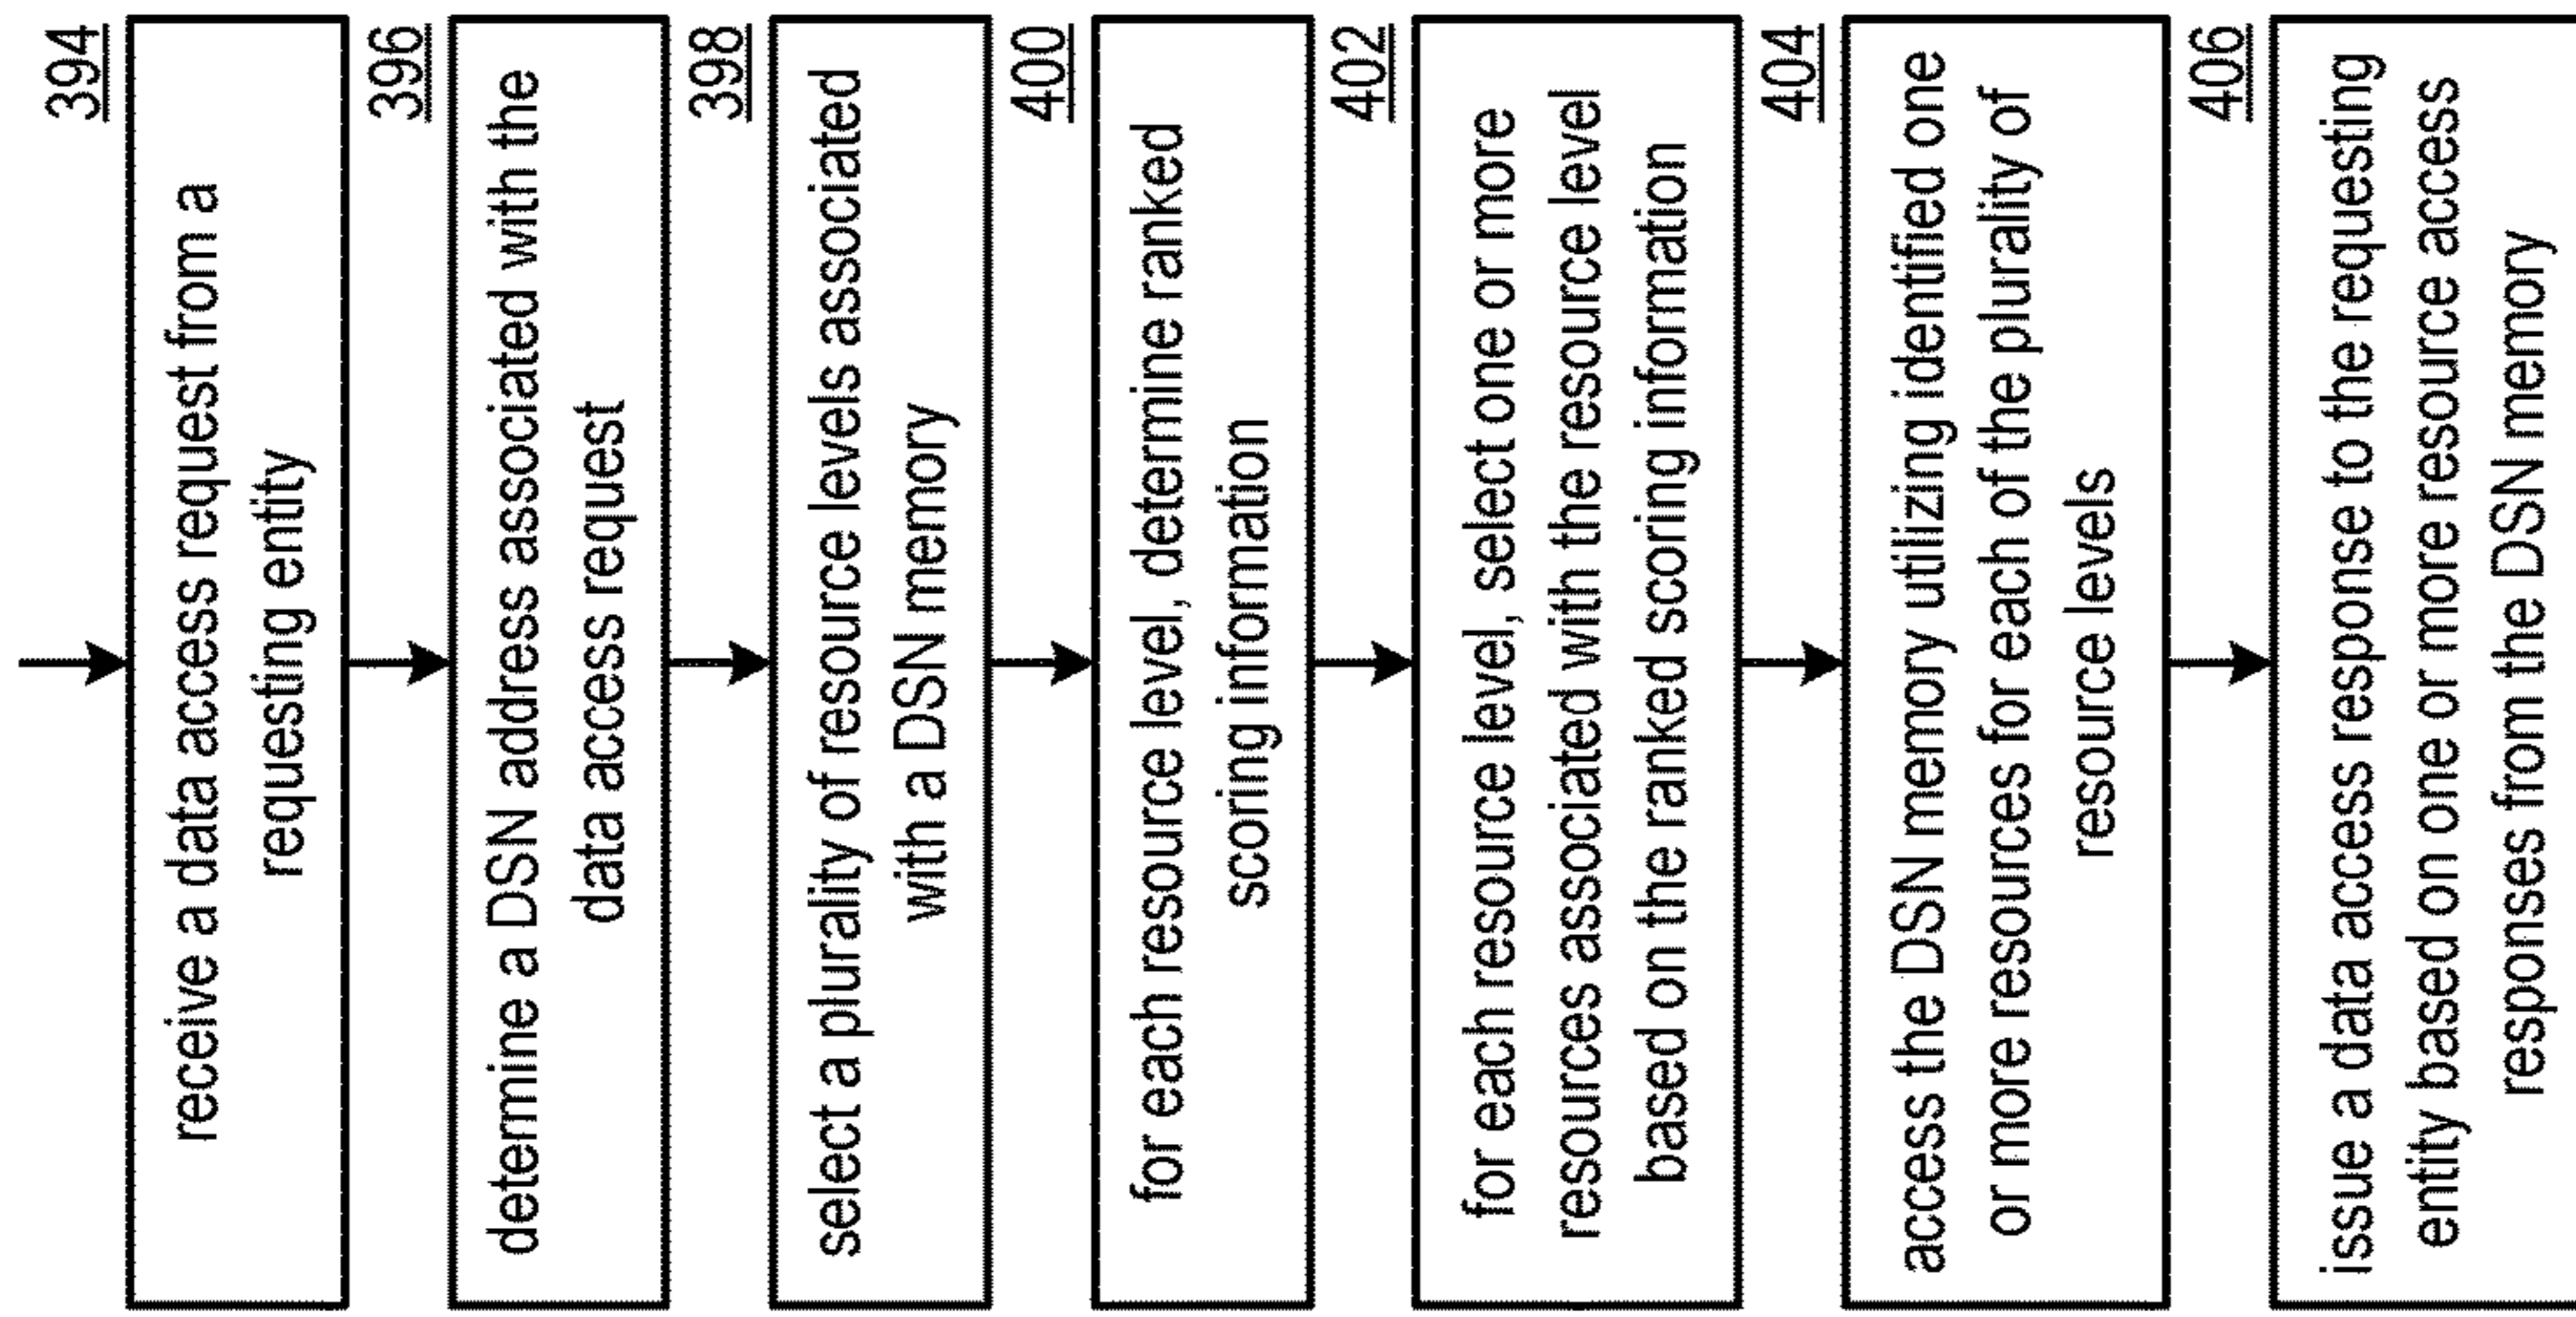 394
receive a data access request from a
requesting entity
396
determine a DSN address associated with the
data access request
398
select a plurality of resource levels associated
with a DSN memory
400
for each resource level, determine ranked
scoring information
402
for each resource level, select one or more
resources associated with the resource level
based on the ranked scoring information
404
access the DSN memory utilizing identified one
or more resources for each of the plurality of
resource levels
406
issue a data access response to the requesting
entity based on one or more resource access
responses from the DSN memory